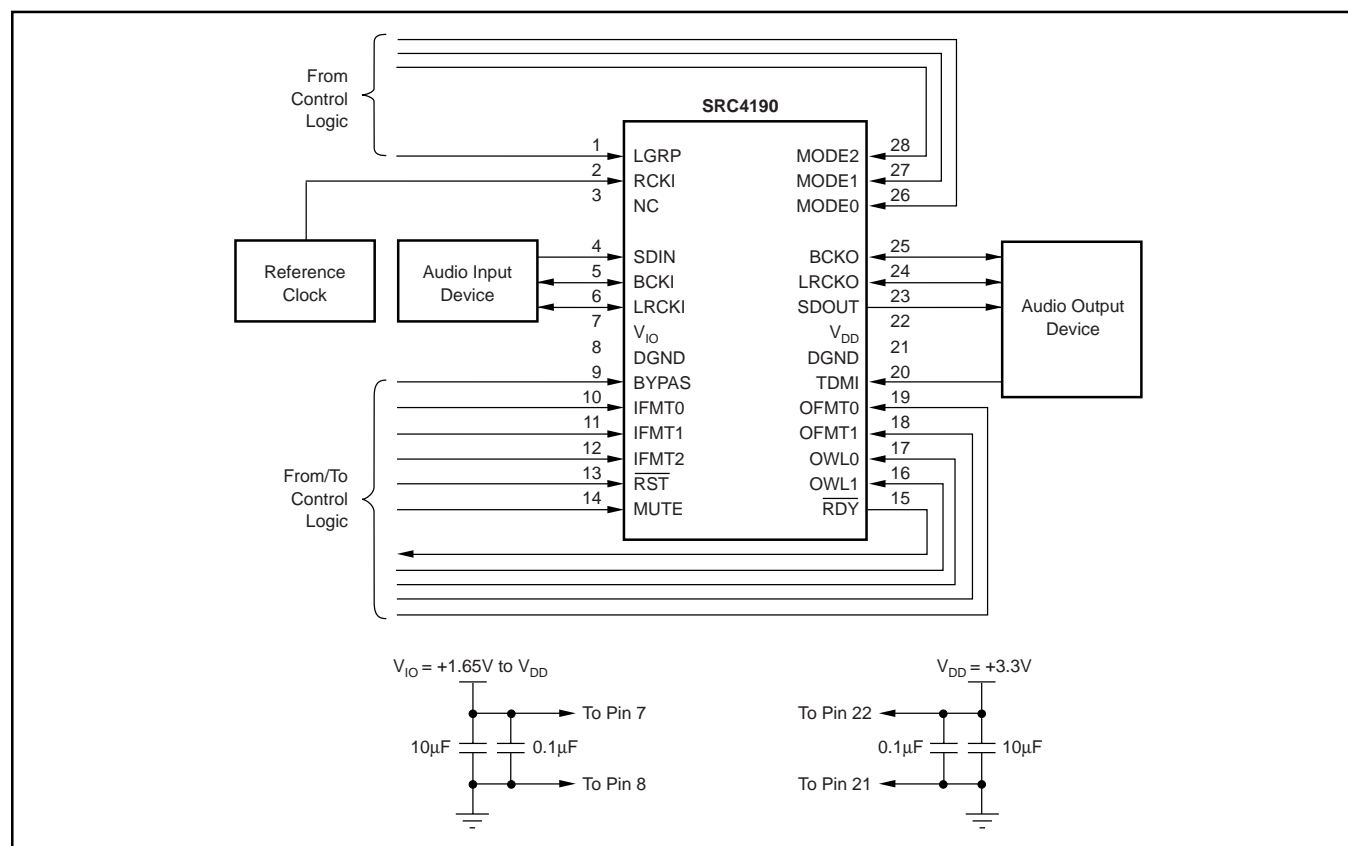 From
Control
Logic
SRC4190
1 LGRP MODE2 28
2 RCKI MODE1 27
3 NC MODE0 26
Reference
Clock
Audio Input
Device
4 SDIN BCKO 25
5 BCKI LRCKO 24
6 LRCKI SDOUT 23
7 VIO VDD 22
8 DGND DGND 21
9 BYPAS TDMI 20
10 IFMT0 OFMT0 19
11 IFMT1 OFMT1 18
12 IFMT2 OWL0 17
13 RST OWL1 16
14 MUTE RDY 15
Audio Output
Device
From/To
Control
Logic
VIO = +1.65V to VDD
To Pin 7
10μF 0.1μF
To Pin 8
VDD = +3.3V
To Pin 22
0.1μF 10μF
To Pin 21